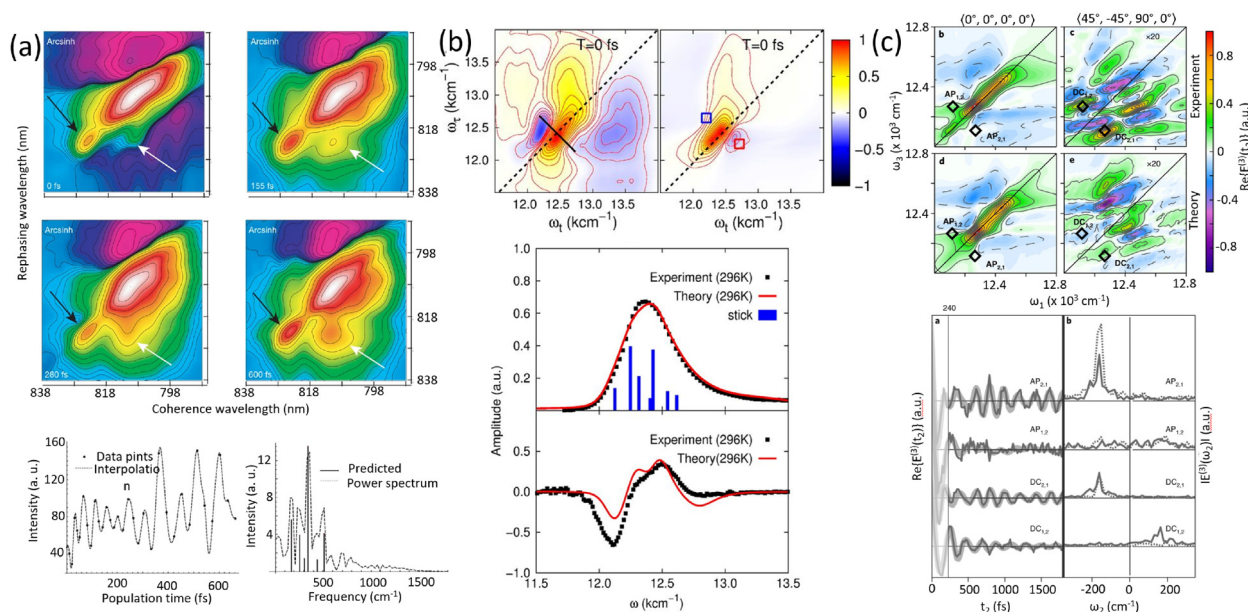 (a)
Arcsinh
Arcsinh
798
818
838
0 fs
155 fs
Arcsinh
Arcsinh
798
818
838
280 fs
600 fs
838 818 798 838 818 798
Rephasing wavelength (nm)
Coherence wavelength (nm)
160
120
80
40
Data pints
Interpolatio
n
Intensity (a. u.)
200 400 600
Population time (fs)
12
8
4
Predicted
Power spectrum
Intensity (a. u.)
500 1000 1500
Frequency (cm⁻¹)
(b)
T=0 fs
T=0 fs
14.0
13.5
13.0
12.5
12.0
ω_t (kcm⁻¹)
12.0 12.5 13.0 13.5
12.0 12.5 13.0 13.5
ω_t (kcm⁻¹)
ω_t (kcm⁻¹)
1
0.5
0
−0.5
−1
1.0
0.8
0.6
0.4
0.2
Experiment (296K)
Theory (296K)
stick
Amplitude (a.u.)
Experiment (296K)
Theory(296K)
0.5
0.0
-0.5
-1.0
11.5 12.0 12.5 13.0 13.5
ω (kcm⁻¹)
(c)
⟨0°, 0°, 0°, 0°⟩
⟨45°, -45°, 90°, 0°⟩
12.8
b
c
×20
AP1,2
AP2,1
DC1,2
DC2,1
12.4
12.8
d
e
×20
AP1,2
AP2,1
DC1,2
DC2,1
12.4
ω₃ (x 10³ cm⁻¹)
12.4 12.8 12.4 12.8
ω₁ (x 10³ cm⁻¹)
Experiment
Theory
0.8
0.4
0
-0.4
-0.8
Re{E⁽³⁾(t₂)} (a.u.)
240
a
b
AP2,1
AP2,1
AP1,2
AP1,2
DC2,1
DC2,1
DC1,2
DC1,2
Re{E⁽³⁾(t₂)} (a.u.)
|E⁽³⁾(ω₂)| (a.u.)
0 500 1000 1500
-200 0 200
t₂ (fs)
ω₂ (cm⁻¹)